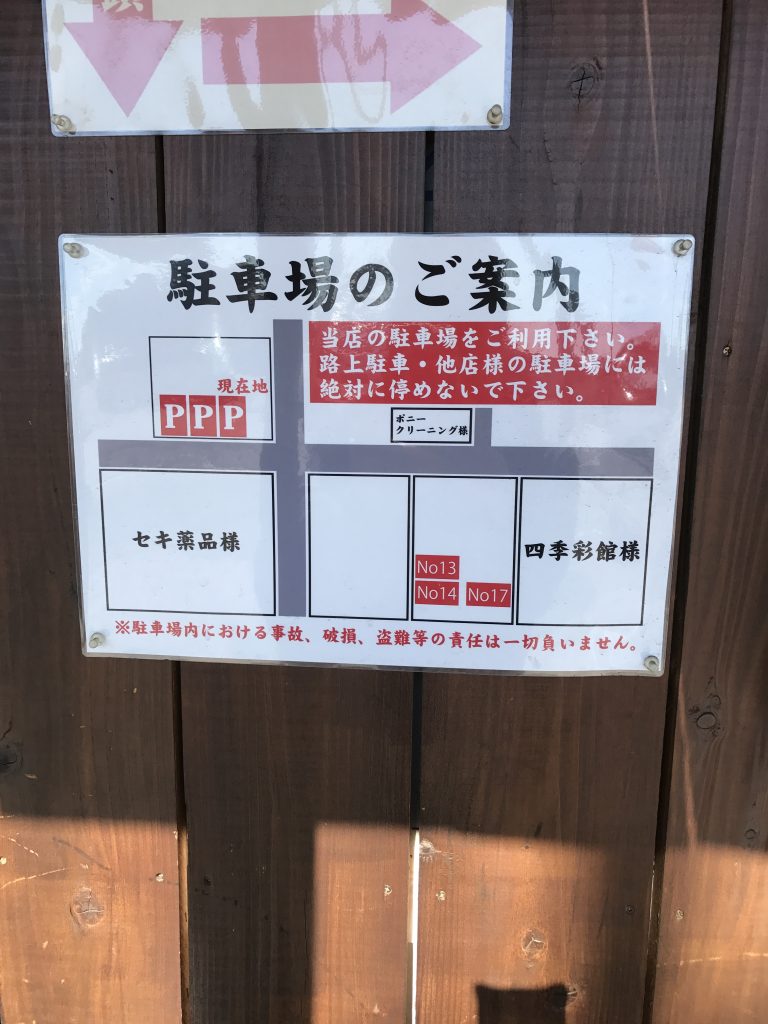 駐車場のご案内
当店の駐車場をご利用下さい。
路上駐車・他店様の駐車場には
絶対に停めないで下さい。
現在地
P P P
ポニー
クリーニング様
セキ薬品様
四季彩館様
No13
No14 No17
※駐車場内における事故、破損、盗難等の責任は一切負いません。